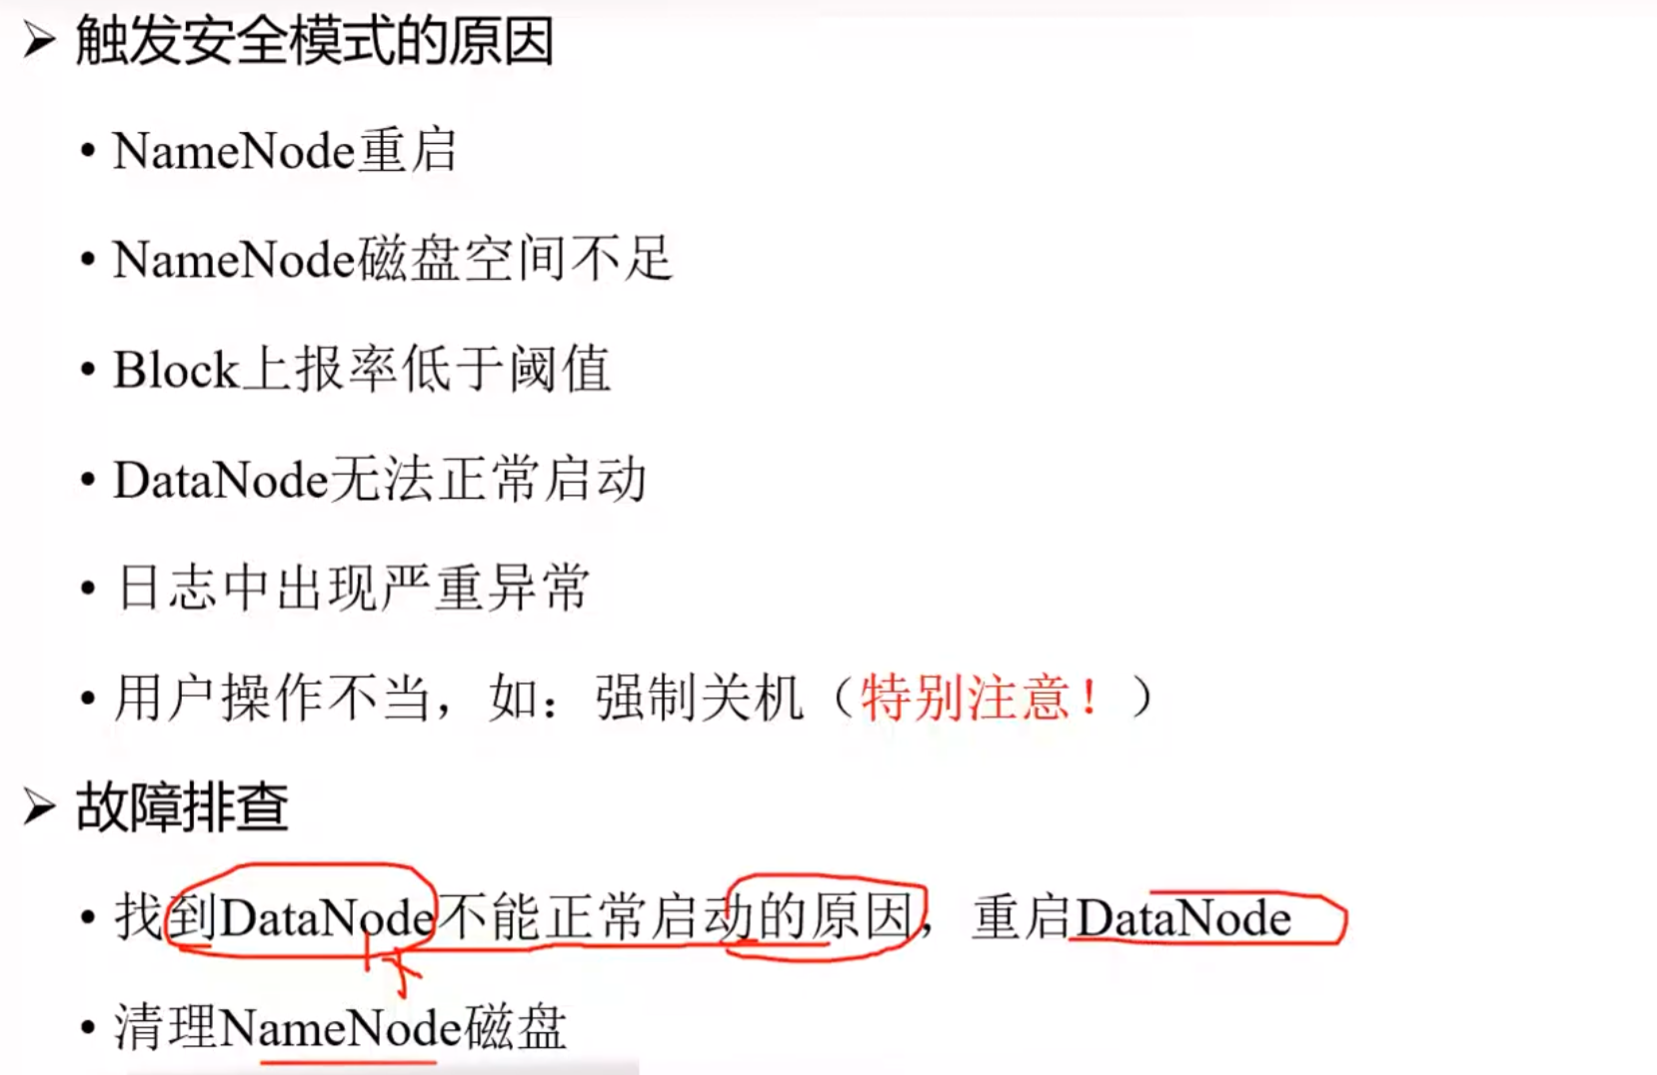 ➢ 触发安全模式的原因
• NameNode重启
• NameNode磁盘空间不足
• Block上报率低于阈值
• DataNode无法正常启动
• 日志中出现严重异常
• 用户操作不当，如：强制关机（特别注意！）
➢ 故障排查
• 找到DataNode不能正常启动的原因，重启DataNode
• 清理NameNode磁盘